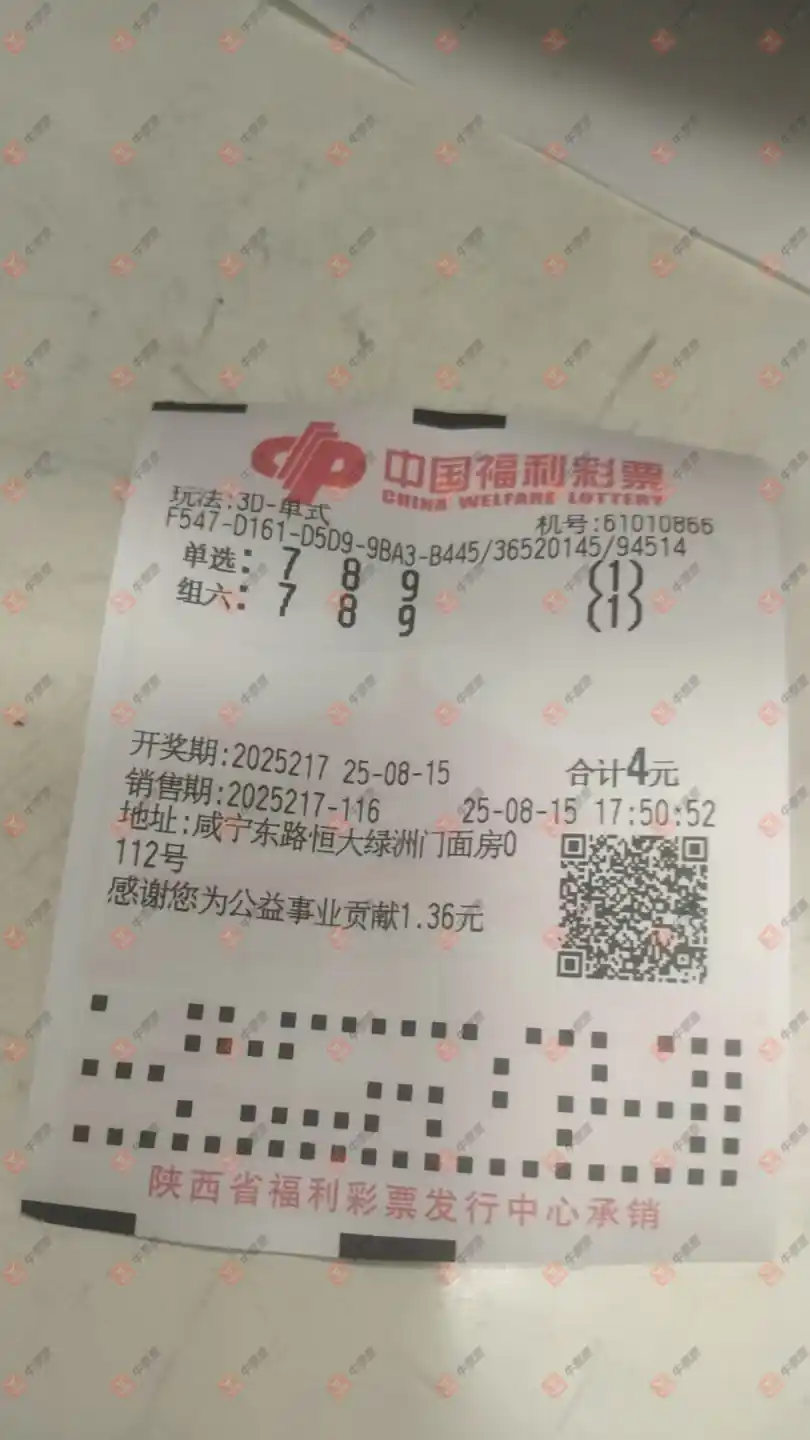 中国福利彩票
CHINA WELFARE LOTTERY
玩法:3D-单式
机号:61010866
F547-D161-D5D9-9BA3-B445/36520145/94514
单选: 7 8 9 (1)
组六: 7 8 9 (1)
开奖期:2025217 25-08-15 合计4元
销售期:2025217-116 25-08-15 17:50:52
地址:咸宁东路恒大绿洲门面房0
112号
感谢您为公益事业贡献1.36元
陕西省福利彩票发行中心承销